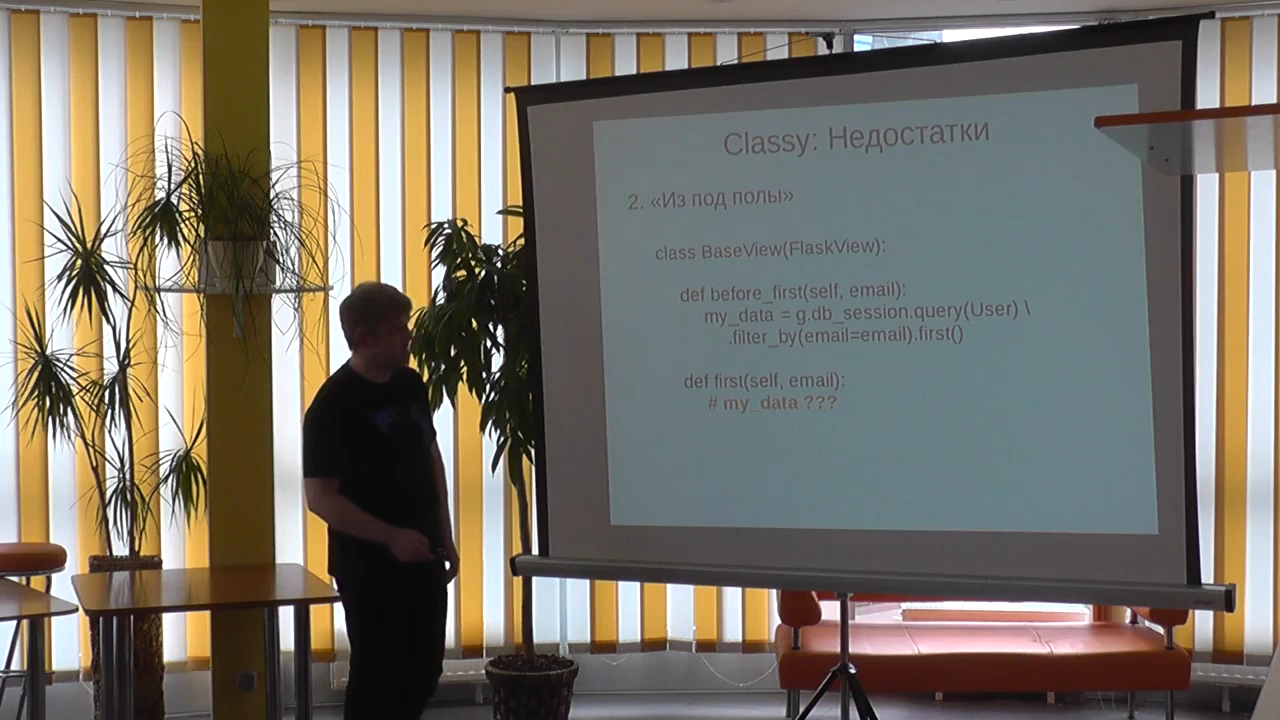 Classy: Недостатки
2. «Из под полы»
class BaseView(FlaskView):
def before_first(self, email):
my_data = g.db_session.query(User) \
.filter_by(email=email).first()
def first(self, email):
# my_data ???